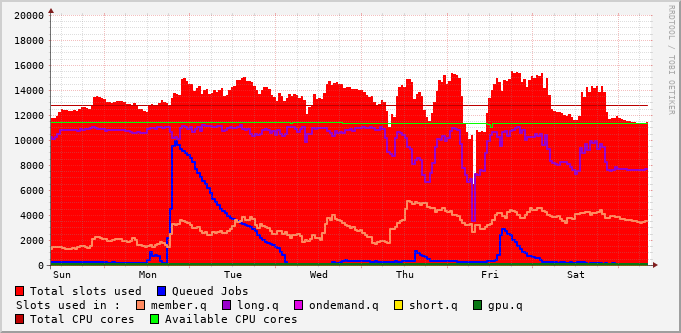 20000
18000
16000
14000
12000
10000
8000
6000
4000
2000
0
Sun Mon Tue Wed Thu Fri Sat
RRDTOOL / TOBI OETIKER
Total slots used Queued Jobs
Slots used in : member.q long.q ondemand.q short.q gpu.q
Total CPU cores Available CPU cores